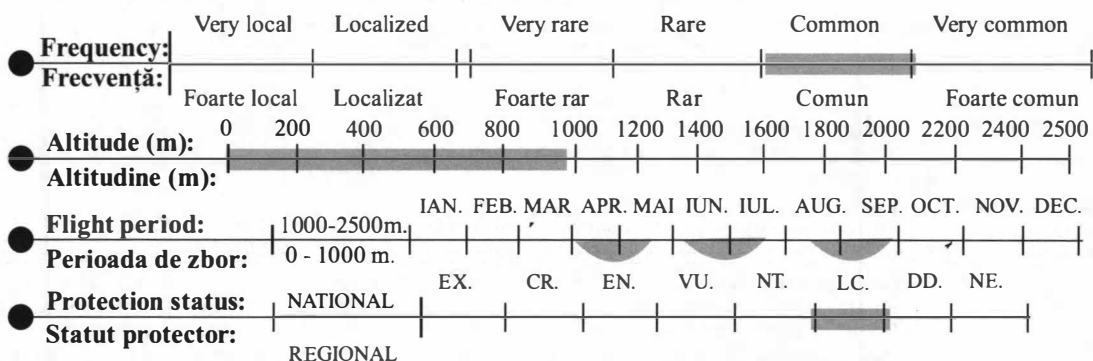 Very local Localized Very rare Rare Common Very common
Frequency:
Frecvență:
Foarte local Localizat Foarte rar Rar Comun Foarte comun
0 200 400 600 800 1000 1200 1400 1600 1800 2000 2200 2400 2500
Altitude (m):
Altitudine (m):
IAN. FEB. MAR APR. MAI IUN. IUL. AUG. SEP. OCT. NOV. DEC.
Flight period: 1000-2500m.
Perioada de zbor: 0 - 1000 m.
EX. CR. EN. VU. NT. LC. DD. NE.
Protection status: NATIONAL
Statut protector:
REGIONAL